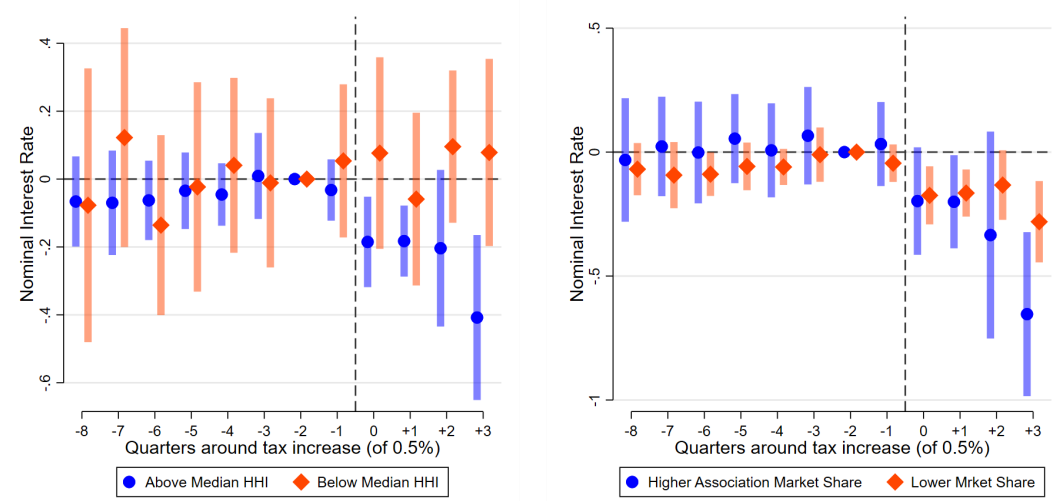 Nominal Interest Rate
.4
.2
0
-.2
-.4
-.6
-8 -7 -6 -5 -4 -3 -2 -1 0 +1 +2 +3
Quarters around tax increase (of 0.5%)
Above Median HHI Below Median HHI
Nominal Interest Rate
.5
0
-.5
-1
-8 -7 -6 -5 -4 -3 -2 -1 0 +1 +2 +3
Quarters around tax increase (of 0.5%)
Higher Association Market Share Lower Mrket Share